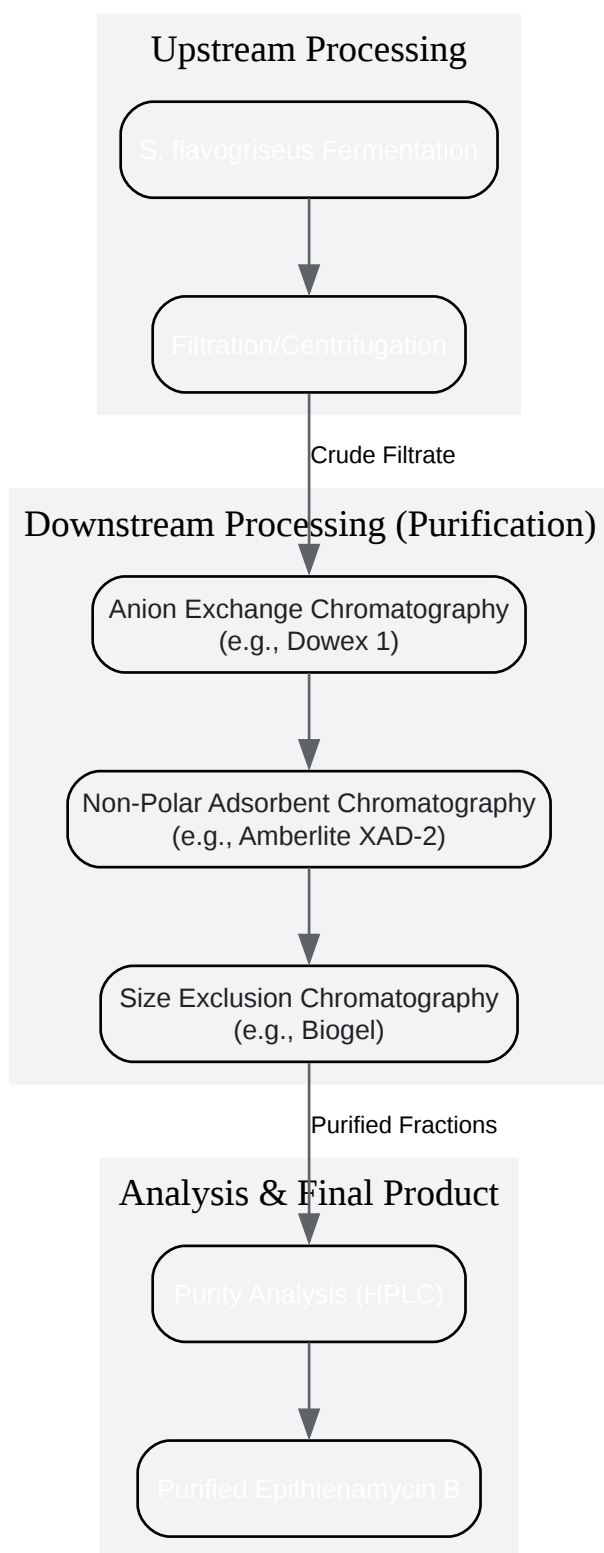 Upstream Processing
S. flavogriseus Fermentation
Filtration/Centrifugation
Crude Filtrate
Downstream Processing (Purification)
Anion Exchange Chromatography
(e.g., Dowex 1)
Non-Polar Adsorbent Chromatography
(e.g., Amberlite XAD-2)
Size Exclusion Chromatography
(e.g., Biogel)
Purified Fractions
Analysis & Final Product
Purity Analysis (HPLC)
Purified Epithienamycin B